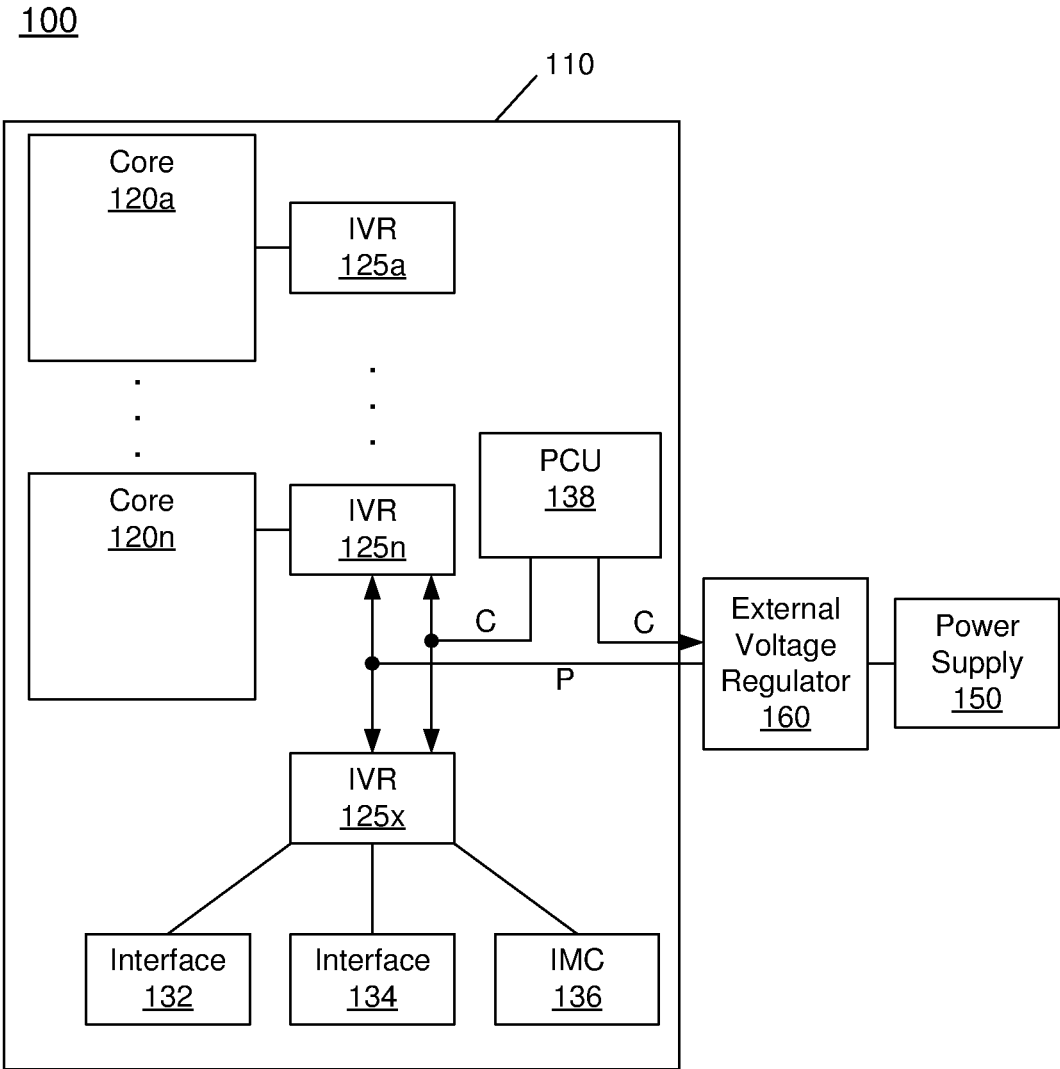 100
110
Core
120a
IVR
125a
Core
120n
IVR
125n
PCU
138
C
C
P
External
Voltage
Regulator
160
Power
Supply
150
IVR
125x
Interface
132
Interface
134
IMC
136